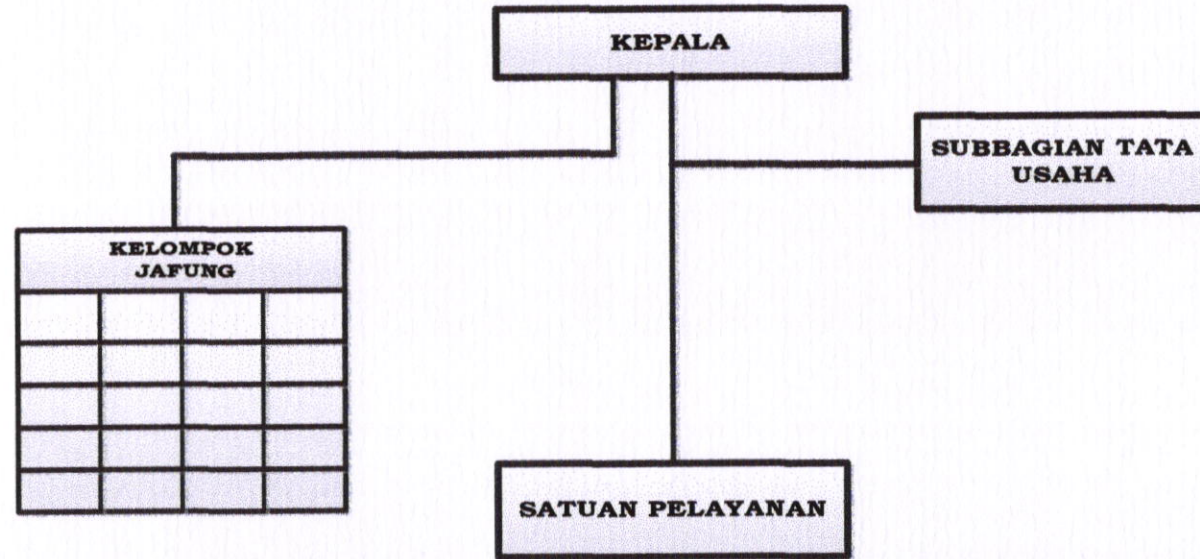 KEPALA
SUBBAGIAN TATA
USAHA
KELOMPOK
JAFUNG
SATUAN PELAYANAN